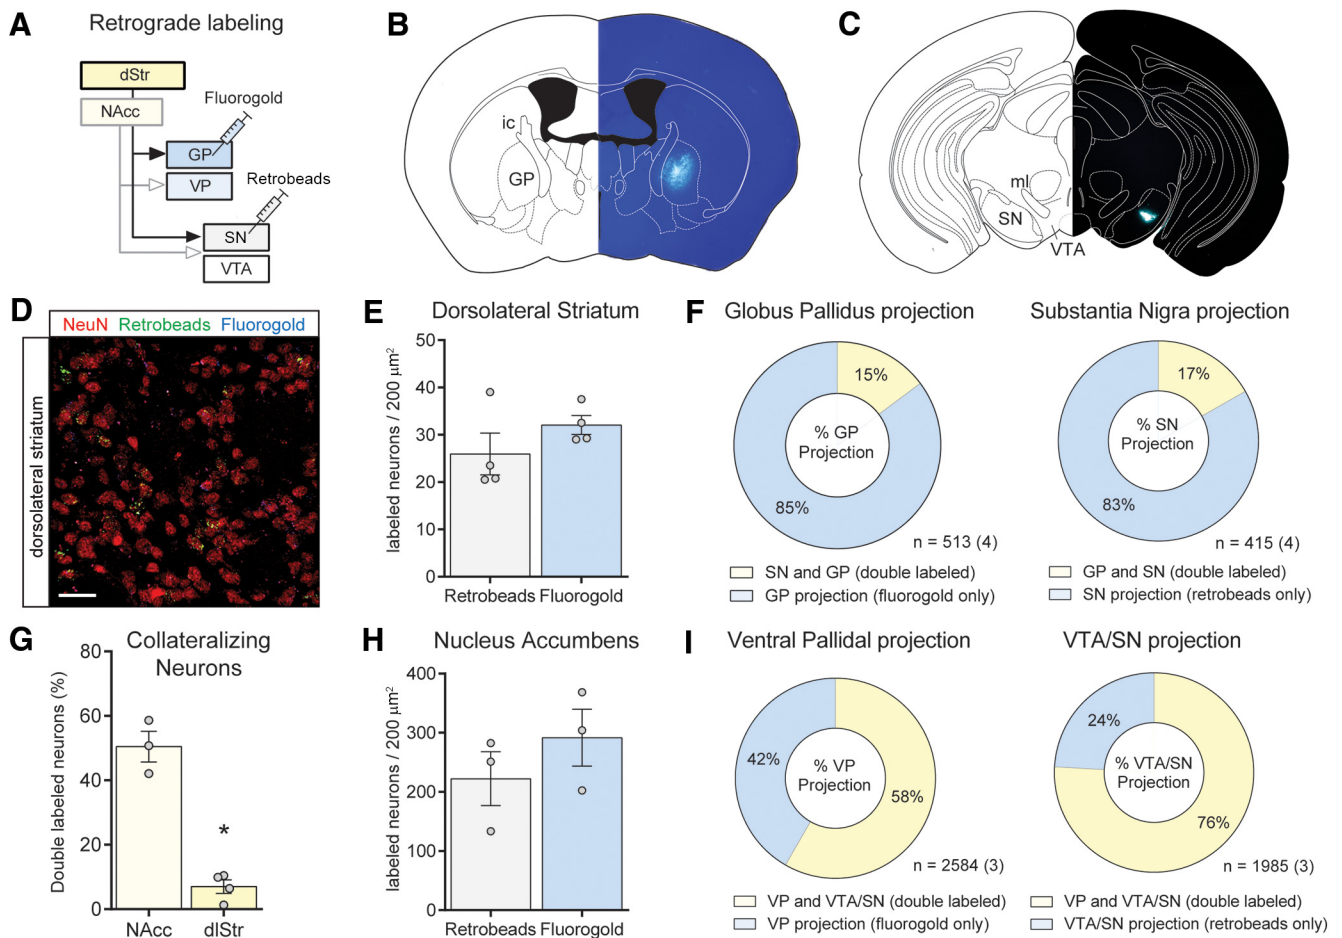 A
Retrograde labeling
dStr
NAcc
Fluorogold
GP
VP
Retrobeads
SN
VTA
B
ic
GP
C
ml
SN
VTA
D
NeuN Retrobeads Fluorogold
dorsolateral striatum
E
Dorsolateral Striatum
labeled neurons / 200 μm²
50
40
30
20
10
0
Retrobeads Fluorogold
F
Globus Pallidus projection
15%
% GP
Projection
85%
n = 513 (4)
SN and GP (double labeled)
GP projection (fluorogold only)
Substantia Nigra projection
17%
% SN
Projection
83%
n = 415 (4)
GP and SN (double labeled)
SN projection (retrobeads only)
G
Collateralizing
Neurons
Double labeled neurons (%)
80
60
40
20
0
*
NAcc dlStr
H
Nucleus Accumbens
labeled neurons / 200 μm²
400
300
200
100
0
Retrobeads Fluorogold
I
Ventral Pallidal projection
42%
% VP
Projection
58%
n = 2584 (3)
VP and VTA/SN (double labeled)
VP projection (fluorogold only)
VTA/SN projection
24%
% VTA/SN
Projection
76%
n = 1985 (3)
VP and VTA/SN (double labeled)
VTA/SN projection (retrobeads only)